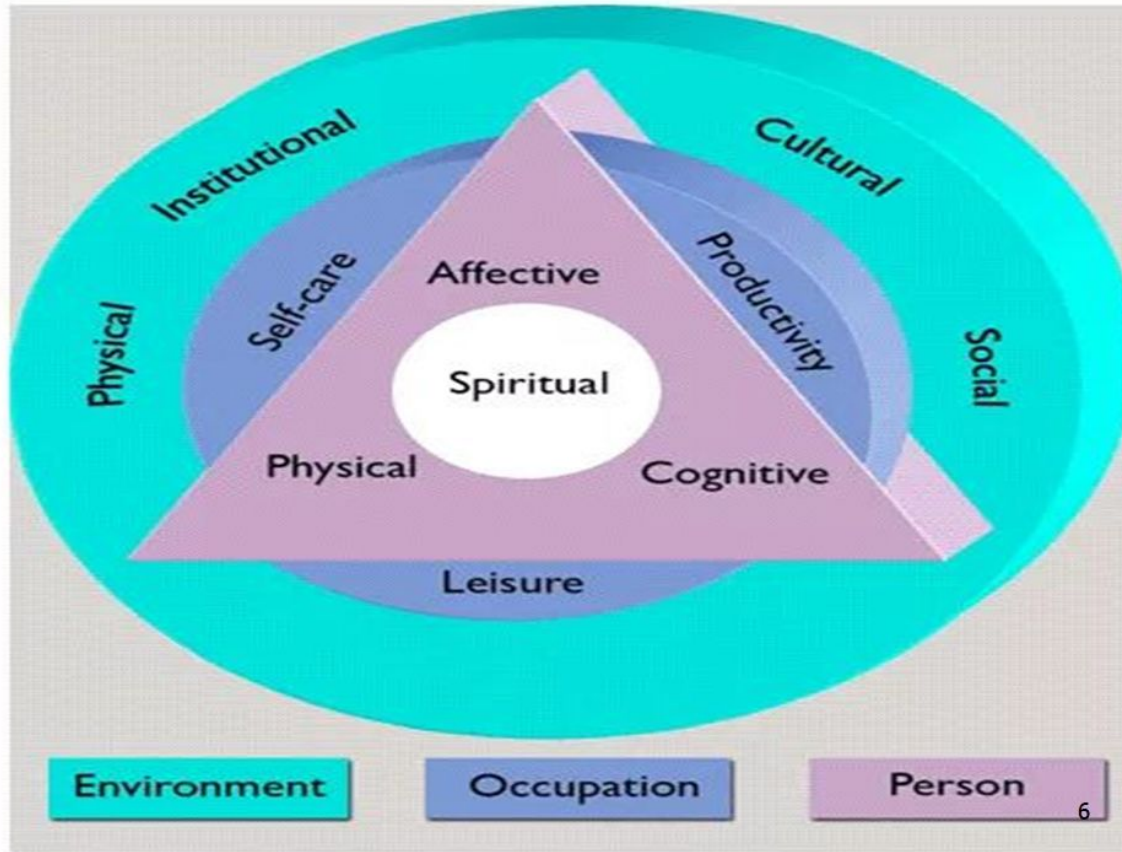 Institutional
Cultural
Physical
Self-care
Affective
Productivity
Social
Spiritual
Physical
Cognitive
Leisure
Environment
Occupation
Person
6